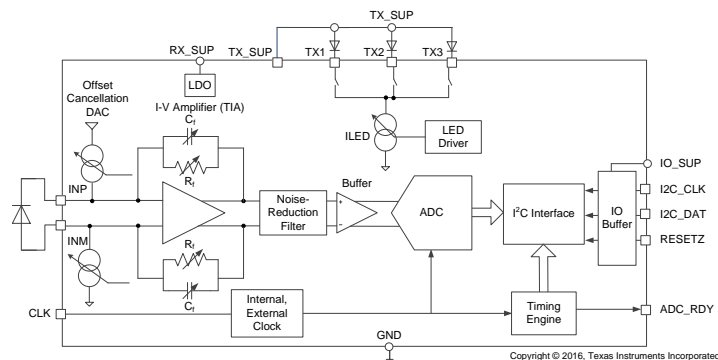 TX_SUP
RX_SUP
TX_SUP
TX1
TX2
TX3
LDO
Offset
Cancellation
DAC
I-V Amplifier (TIA)
Cf
Rf
ILED
LED
Driver
IO_SUP
INP
Noise-
Reduction
Filter
Buffer
+
-
ADC
I2C Interface
IO
Buffer
I2C_CLK
I2C_DAT
RESETZ
INM
Rf
Cf
CLK
Internal,
External
Clock
Timing
Engine
ADC_RDY
GND
Copyright © 2016, Texas Instruments Incorporated